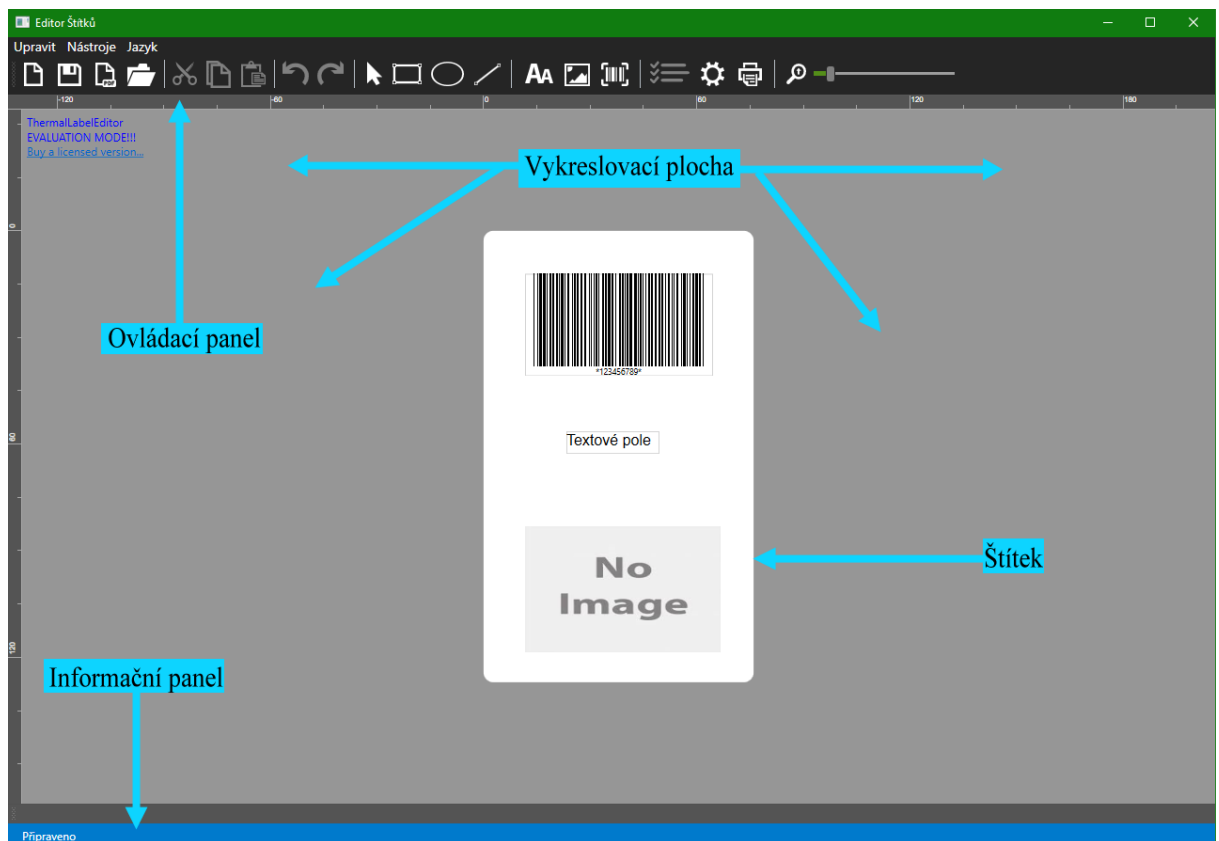 Editor Štítků
Upravit Nástroje Jazyk
AA
-120 -60 0 60 120 180
ThermalLabelEditor
EVALUATION MODE!!!
Buy a licensed version...
Vykreslovací plocha
0
Ovládací panel
*123456789*
Textové pole
60
Štítek
No
Image
120
Informační panel
Připraveno